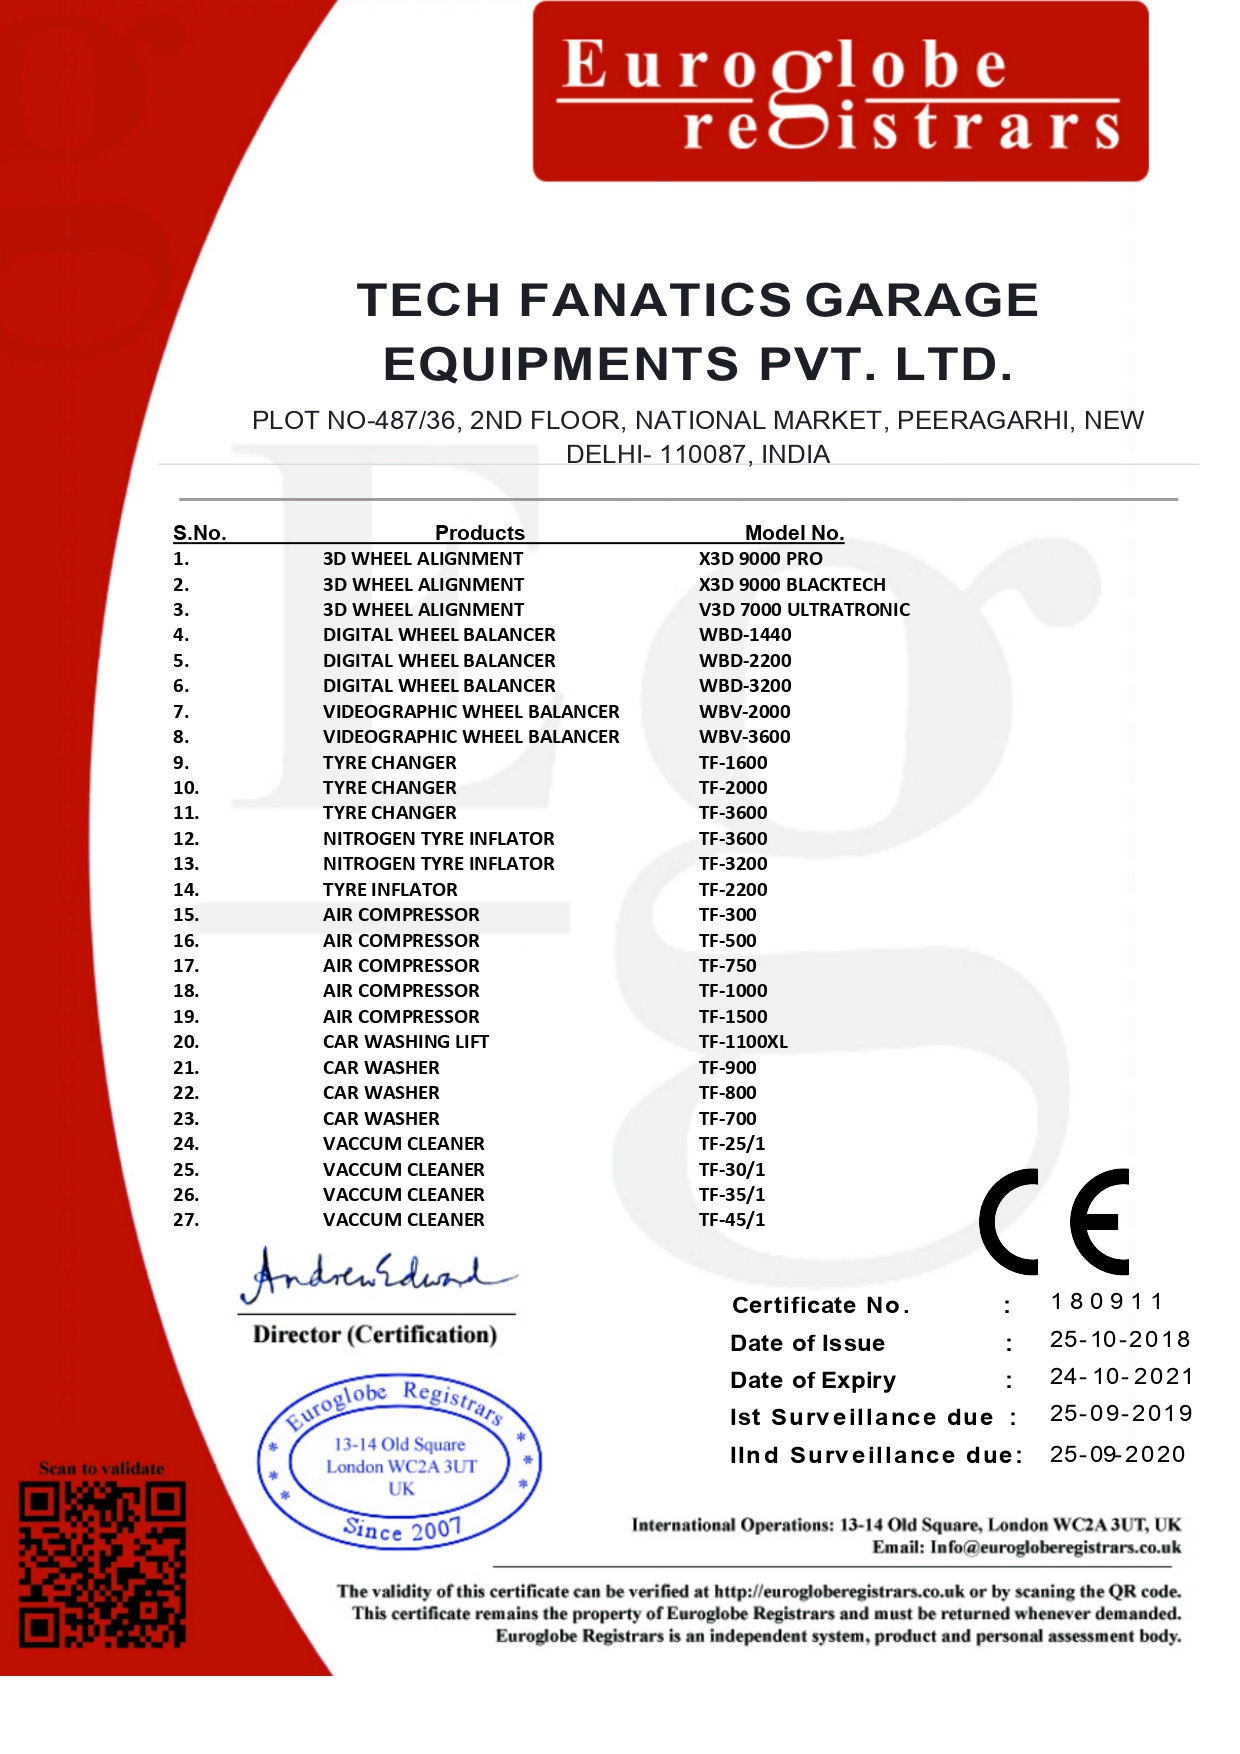 Euroglobe
registrars
TECH FANATICS GARAGE
EQUIPMENTS PVT. LTD.
PLOT NO-487/36, 2ND FLOOR, NATIONAL MARKET, PEERAGARHI, NEW
DELHI- 110087, INDIA
S.No. Products Model No.
1. 3D WHEEL ALIGNMENT X3D 9000 PRO
2. 3D WHEEL ALIGNMENT X3D 9000 BLACKTECH
3. 3D WHEEL ALIGNMENT V3D 7000 ULTRATRONIC
4. DIGITAL WHEEL BALANCER WBD-1440
5. DIGITAL WHEEL BALANCER WBD-2200
6. DIGITAL WHEEL BALANCER WBD-3200
7. VIDEOGRAPHIC WHEEL BALANCER WBV-2000
8. VIDEOGRAPHIC WHEEL BALANCER WBV-3600
9. TYRE CHANGER TF-1600
10. TYRE CHANGER TF-2000
11. TYRE CHANGER TF-3600
12. NITROGEN TYRE INFLATOR TF-3600
13. NITROGEN TYRE INFLATOR TF-3200
14. TYRE INFLATOR TF-2200
15. AIR COMPRESSOR TF-300
16. AIR COMPRESSOR TF-500
17. AIR COMPRESSOR TF-750
18. AIR COMPRESSOR TF-1000
19. AIR COMPRESSOR TF-1500
20. CAR WASHING LIFT TF-1100XL
21. CAR WASHER TF-900
22. CAR WASHER TF-800
23. CAR WASHER TF-700
24. VACCUM CLEANER TF-25/1
25. VACCUM CLEANER TF-30/1
26. VACCUM CLEANER TF-35/1
27. VACCUM CLEANER TF-45/1
CE
Andrew Edward
Director (Certification)
Certificate No. : 180911
Date of Issue : 25-10-2018
Date of Expiry : 24-10-2021
Ist Surveillance due : 25-09-2019
IInd Surveillance due: 25-09-2020
Euroglobe Registrars
13-14 Old Square
London WC2A 3UT
UK
Since 2007
Scan to validate
International Operations: 13-14 Old Square, London WC2A 3UT, UK
Email: Info@eurogloberegistrars.co.uk
The validity of this certificate can be verified at http://eurogloberegistrars.co.uk or by scaning the QR code.
This certificate remains the property of Euroglobe Registrars and must be returned whenever demanded.
Euroglobe Registrars is an independent system, product and personal assessment body.